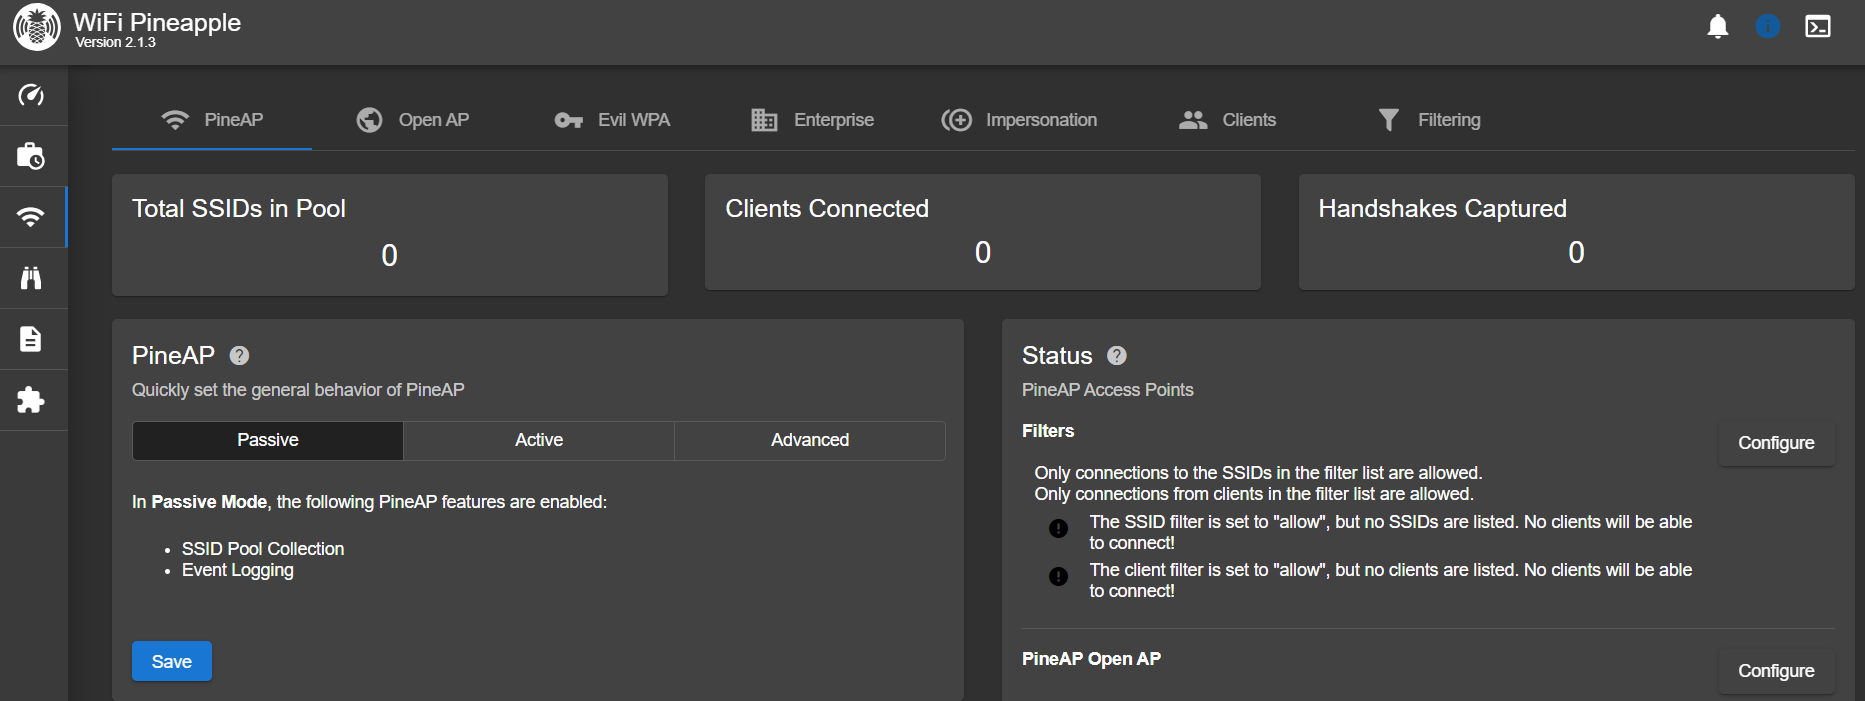 WiFi Pineapple
Version 2.1.3
PineAP
Open AP
Evil WPA
Enterprise
Impersonation
Clients
Filtering
Total SSIDs in Pool
0
Clients Connected
0
Handshakes Captured
0
PineAP
Quickly set the general behavior of PineAP
Passive
Active
Advanced
In Passive Mode, the following PineAP features are enabled:
• SSID Pool Collection
• Event Logging
Save
Status
PineAP Access Points
Filters
Configure
Only connections to the SSIDs in the filter list are allowed.
Only connections from clients in the filter list are allowed.
The SSID filter is set to "allow", but no SSIDs are listed. No clients will be able
to connect!
The client filter is set to "allow", but no clients are listed. No clients will be able
to connect!
PineAP Open AP
Configure